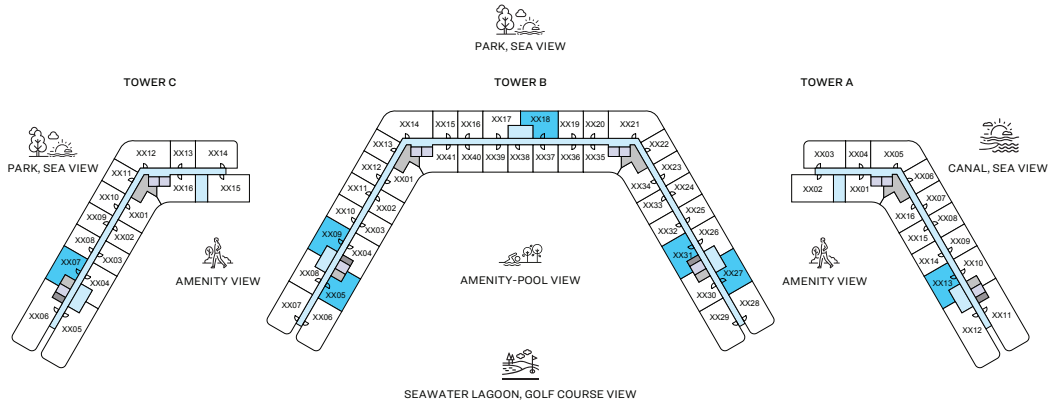 PARK, SEA VIEW
TOWER C
TOWER B
TOWER A
PARK, SEA VIEW
CANAL, SEA VIEW
XX12
XX13
XX14
XX11
XX10
XX09
XX08
XX07
XX06
XX05
XX04
XX03
XX02
XX01
XX16
XX15
AMENITY VIEW
XX14
XX15
XX16
XX17
XX18
XX19
XX20
XX21
XX13
XX12
XX11
XX10
XX09
XX08
XX07
XX06
XX05
XX04
XX03
XX02
XX01
XX41
XX40
XX39
XX38
XX37
XX36
XX35
XX34
XX33
XX32
XX31
XX30
XX29
XX22
XX23
XX24
XX25
XX26
XX27
XX28
AMENITY-POOL VIEW
XX03
XX04
XX05
XX02
XX01
XX06
XX07
XX08
XX09
XX10
XX11
XX16
XX15
XX14
XX13
XX12
AMENITY VIEW
SEAWATER LAGOON, GOLF COURSE VIEW